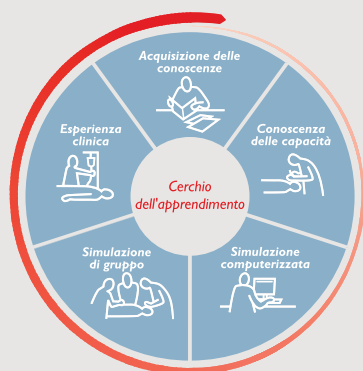 Acquisizione delle
conoscenze
Conoscenza
delle capacità
Simulazione
computerizzata
Simulazione
di gruppo
Esperienza
clinica
Cerchio
dell'apprendimento